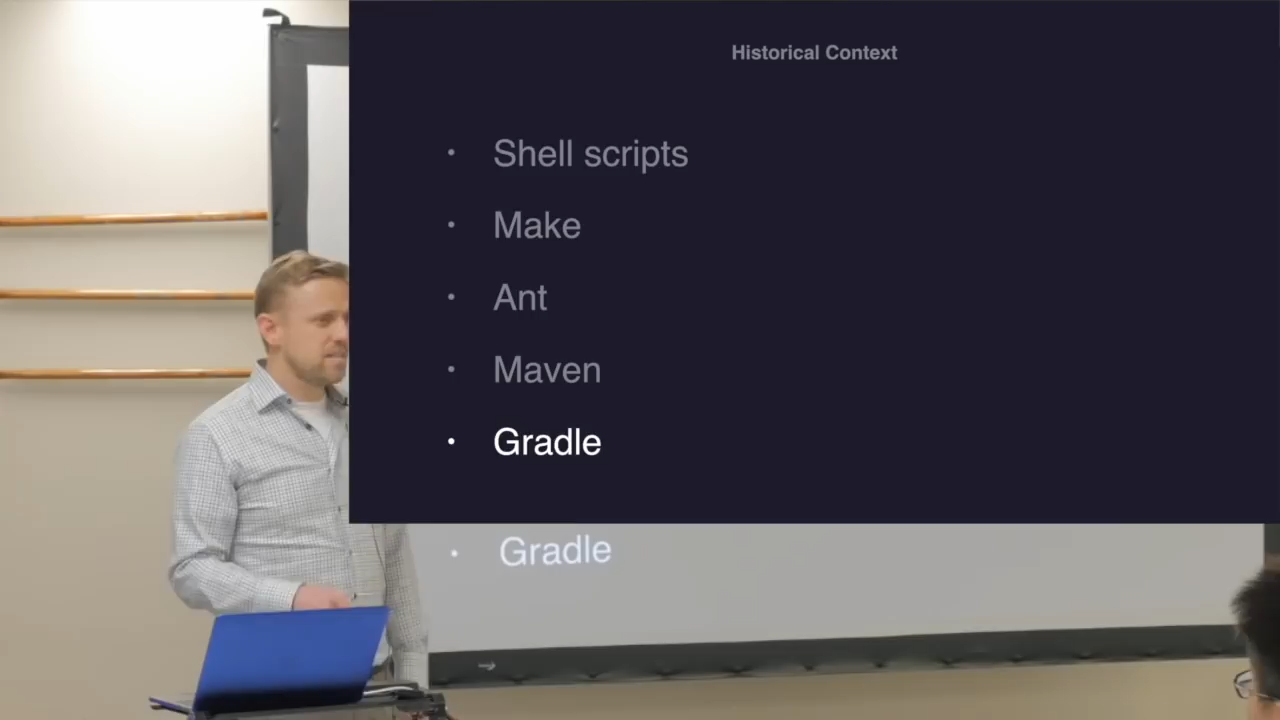 Historical Context
• Shell scripts
• Make
• Ant
• Maven
• Gradle
• Gradle